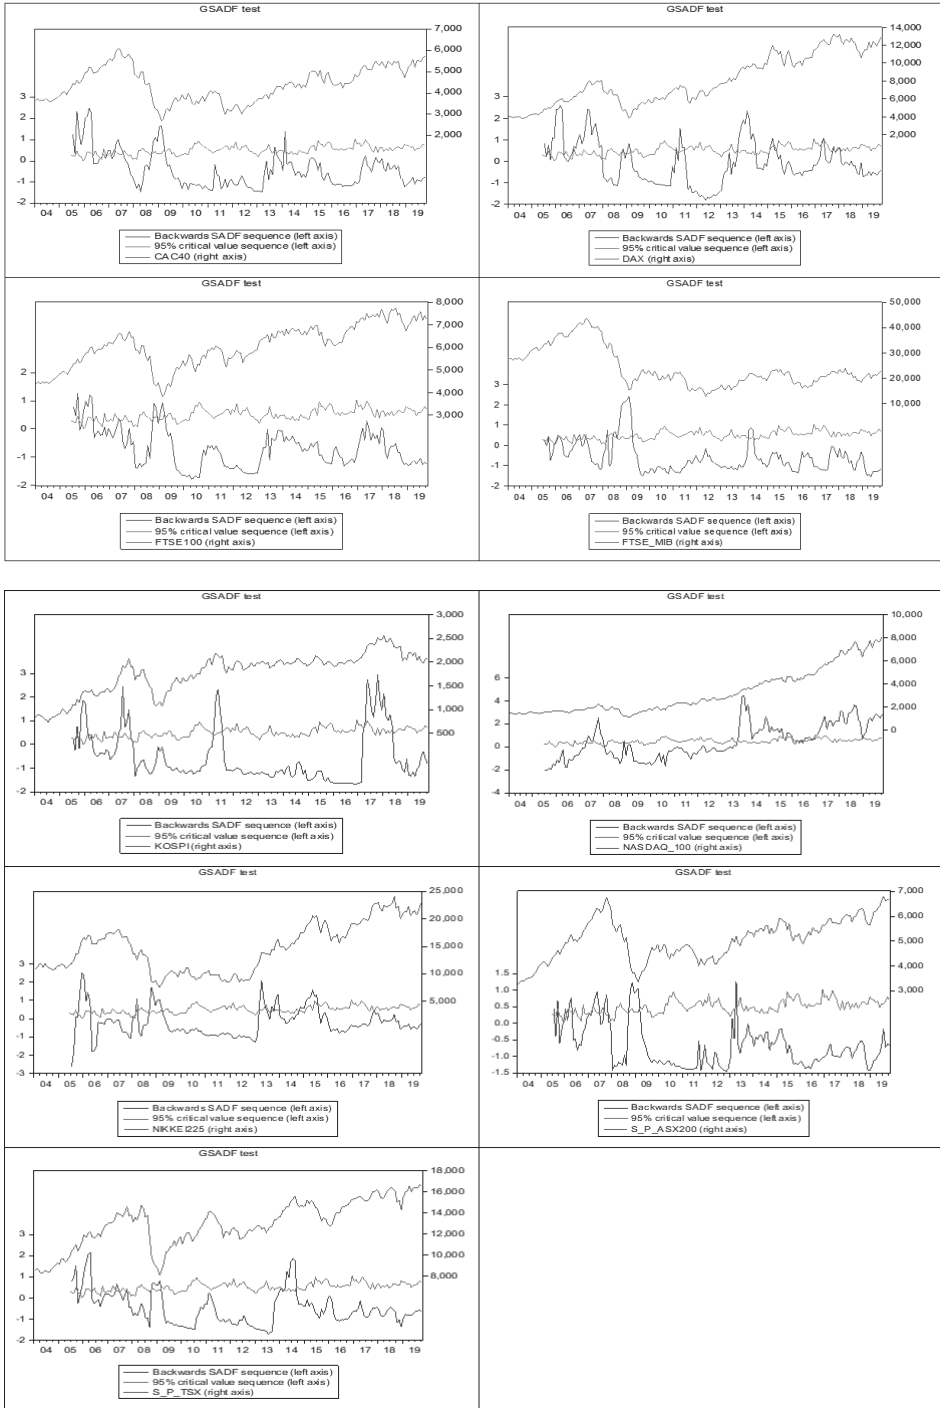 GSADF test
7,000
6,000
5,000
4,000
3,000
2,000
3
2
1
0
-1
-2
04 05 06 07 08 09 10 11 12 13 14 15 16 17 18 19
Backwards SADF sequence (left axis)
95% critical value sequence (left axis)
CAC40 (right axis)
GSADF test
14,000
12,000
10,000
8,000
6,000
4,000
2,000
3
2
1
0
-1
-2
04 05 06 07 08 09 10 11 12 13 14 15 16 17 18 19
Backwards SADF sequence (left axis)
95% critical value sequence (left axis)
DAX (right axis)
GSADF test
8,000
7,000
6,000
5,000
4,000
3,000
2
1
0
-1
-2
04 05 06 07 08 09 10 11 12 13 14 15 16 17 18 19
Backwards SADF sequence (left axis)
95% critical value sequence (left axis)
FTSE100 (right axis)
GSADF test
50,000
40,000
30,000
20,000
10,000
3
2
1
0
-1
-2
04 05 06 07 08 09 10 11 12 13 14 15 16 17 18 19
Backwards SADF sequence (left axis)
95% critical value sequence (left axis)
FTSE_MIB (right axis)
GSADF test
3,000
2,500
2,000
1,500
1,000
500
3
2
1
0
-1
-2
04 05 06 07 08 09 10 11 12 13 14 15 16 17 18 19
Backwards SADF sequence (left axis)
95% critical value sequence (left axis)
KOSPI (right axis)
GSADF test
10,000
8,000
6,000
4,000
2,000
0
6
4
2
0
-2
-4
04 05 06 07 08 09 10 11 12 13 14 15 16 17 18 19
Backwards SADF sequence (left axis)
95% critical value sequence (left axis)
NASDAQ_100 (right axis)
GSADF test
25,000
20,000
15,000
10,000
5,000
3
2
1
0
-1
-2
-3
04 05 06 07 08 09 10 11 12 13 14 15 16 17 18 19
Backwards SADF sequence (left axis)
95% critical value sequence (left axis)
NIKKEI225 (right axis)
GSADF test
7,000
6,000
5,000
4,000
3,000
1.5
1.0
0.5
0.0
-0.5
-1.0
-1.5
04 05 06 07 08 09 10 11 12 13 14 15 16 17 18 19
Backwards SADF sequence (left axis)
95% critical value sequence (left axis)
S_P_ASX200 (right axis)
GSADF test
18,000
16,000
14,000
12,000
10,000
8,000
3
2
1
0
-1
-2
04 05 06 07 08 09 10 11 12 13 14 15 16 17 18 19
Backwards SADF sequence (left axis)
95% critical value sequence (left axis)
S_P_TSX (right axis)